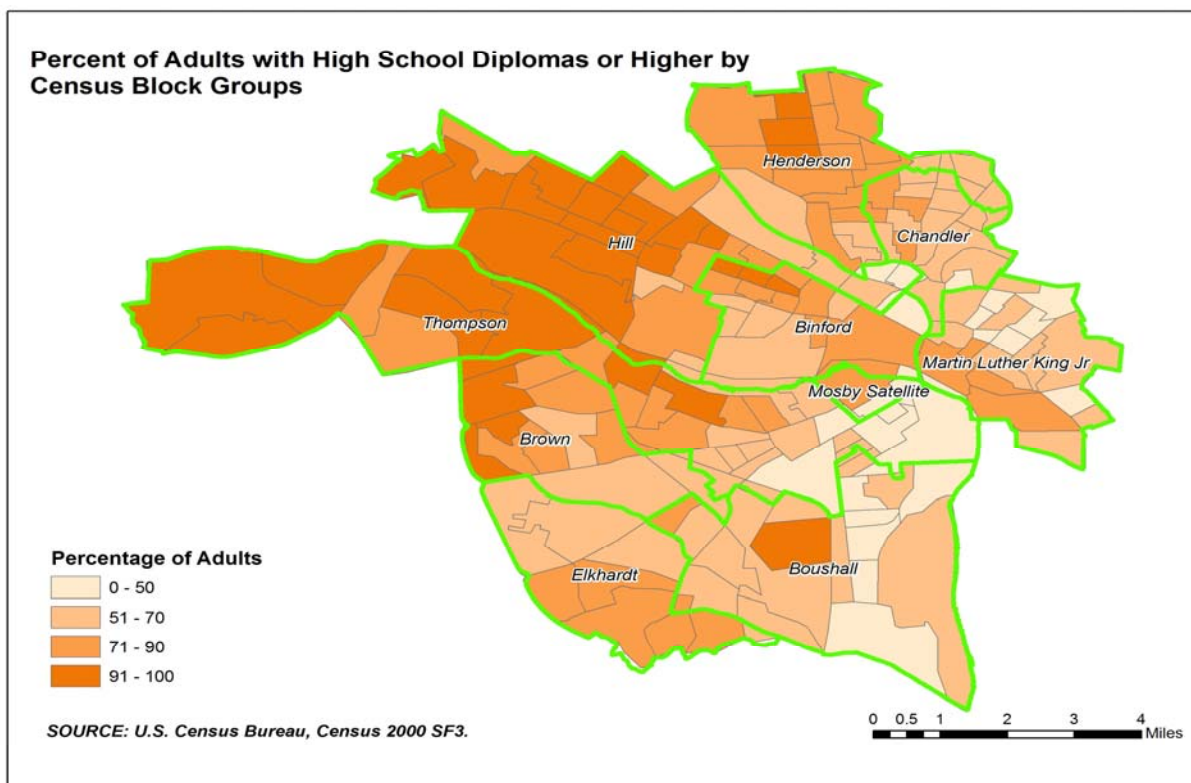 Percent of Adults with High School Diplomas or Higher by
Census Block Groups
Henderson
Chandler
Hill
Thompson
Binford
Martin Luther King Jr
Mosby Satellite
Brown
Elkhardt
Boushall
Percentage of Adults
0 - 50
51 - 70
71 - 90
91 - 100
SOURCE: U.S. Census Bureau, Census 2000 SF3.
0 0.5 1 2 3 4
Miles